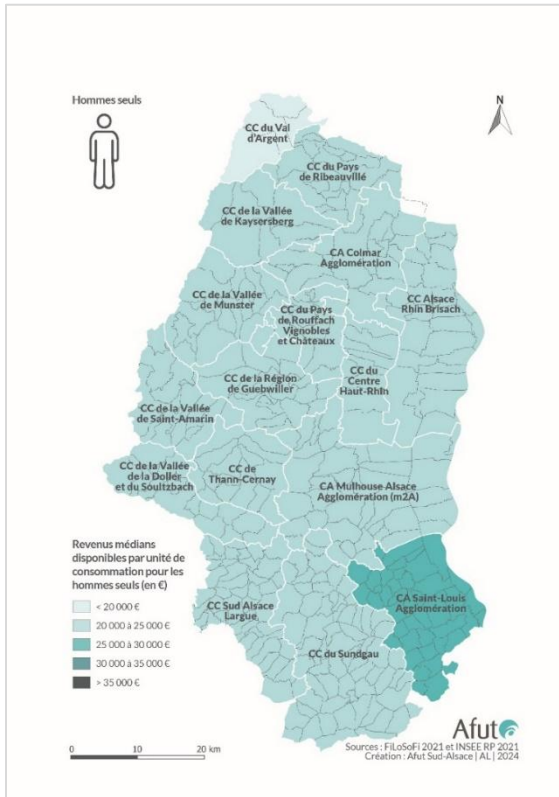 Hommes seuls
N
CC du Val
d'Argent
CC du Pays
de Ribeauvillé
CC de la Vallée
de Kaysersberg
CA Colmar
Agglomération
CC de la Vallée
de Munster
CC du Pays
de Rouffach
Vignobles
et Châteaux
CC Alsace
Rhin Brisach
CC du
Centre
Haut-Rhin
CC de la Région
de Guebwiller
CC de la Vallée
de Saint-Amarin
CC de la Vallée
de la Doller
et du Soultzbach
CC de
Thann-Cernay
CA Mulhouse Alsace
Agglomération (m2A)
Revenus médians
disponibles par unité de
consommation pour les
hommes seuls (en €)
< 20 000 €
20 000 à 25 000 €
25 000 à 30 000 €
30 000 à 35 000 €
> 35 000 €
CC Sud Alsace
Largue
CA Saint-Louis
Agglomération
CC du Sundgau
0 10 20 km
Afut
Sources : FiLoSoFi 2021 et INSEE RP 2021
Création : Afut Sud-Alsace | AL | 2024